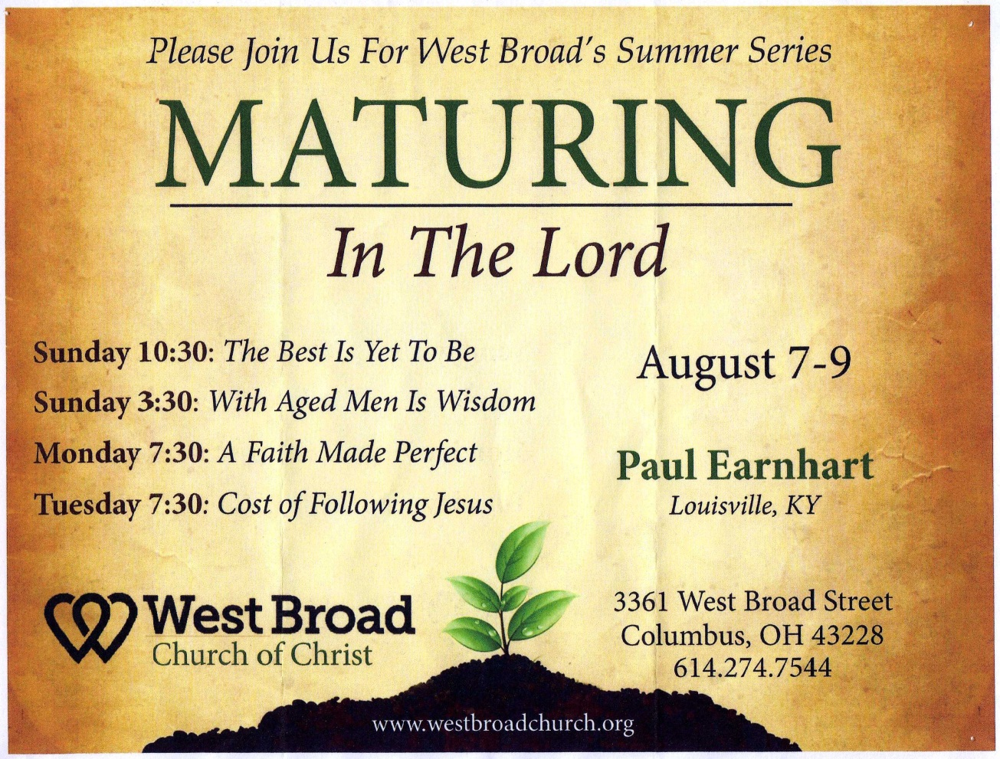 Please Join Us For West Broad's Summer Series
MATURING
In The Lord
Sunday 10:30: The Best Is Yet To Be
Sunday 3:30: With Aged Men Is Wisdom
Monday 7:30: A Faith Made Perfect
Tuesday 7:30: Cost of Following Jesus
August 7-9
Paul Earnhart
Louisville, KY
West Broad
Church of Christ
3361 West Broad Street
Columbus, OH 43228
614.274.7544
www.westbroadchurch.org